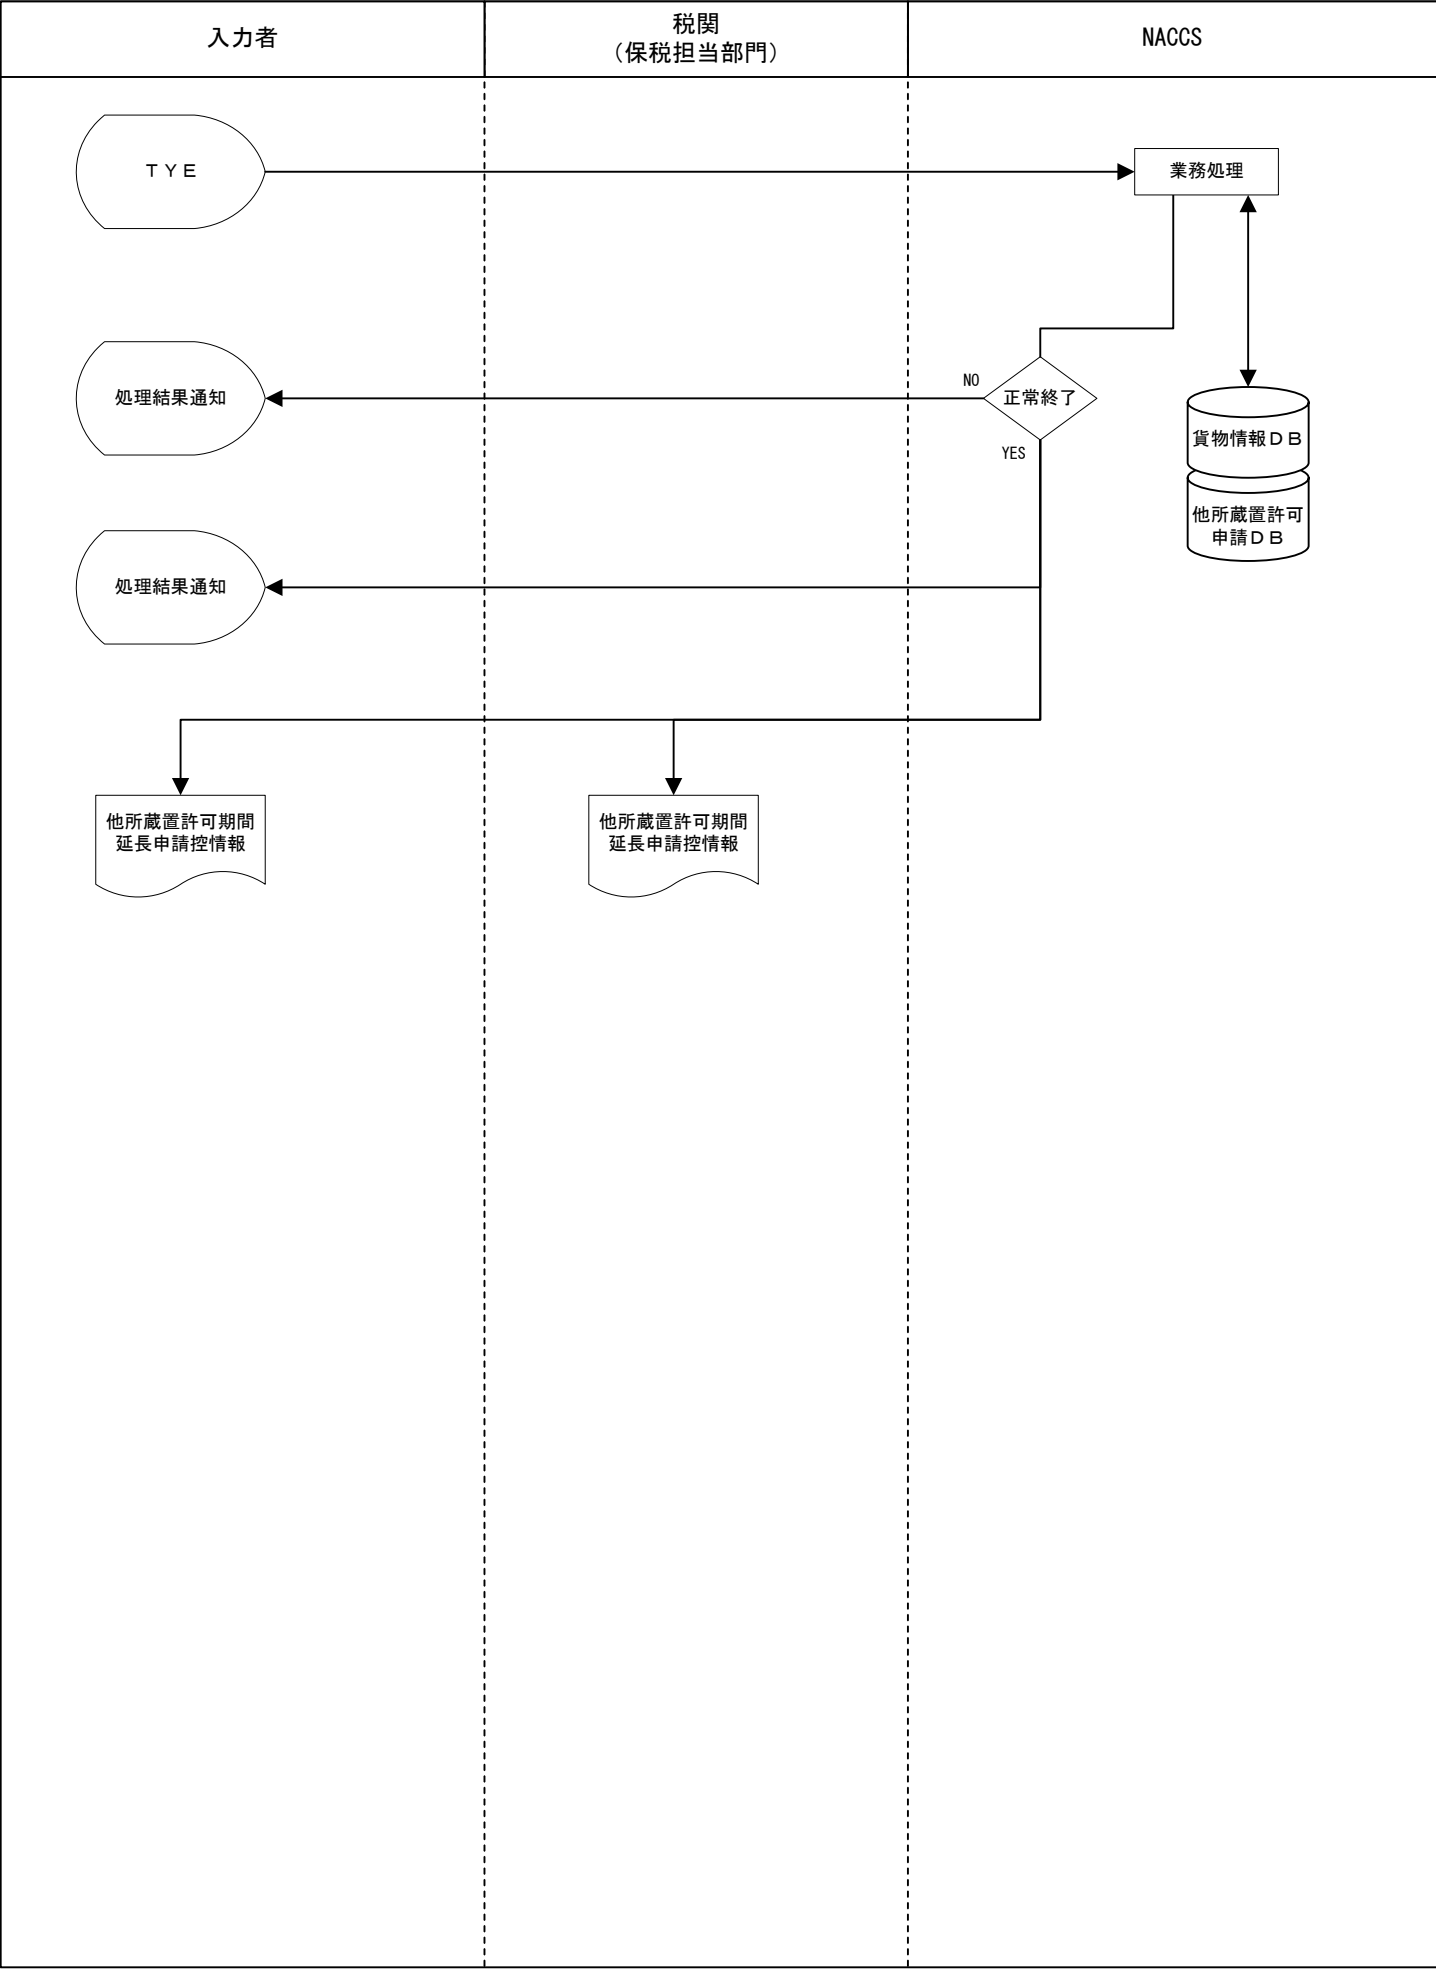 入力者
税関
（保税担当部門）
NACCS
ＴＹＥ
業務処理
処理結果通知
NO
正常終了
YES
貨物情報ＤＢ
他所蔵置許可
申請ＤＢ
処理結果通知
他所蔵置許可期間
延長申請控情報
他所蔵置許可期間
延長申請控情報